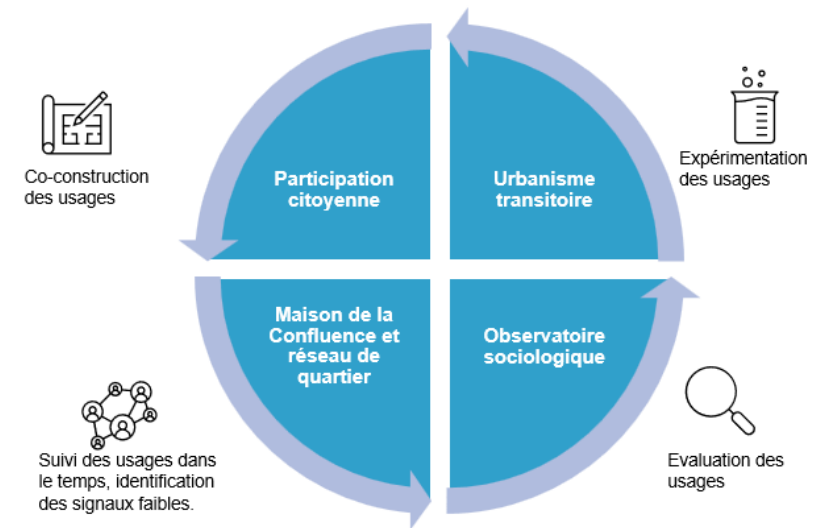 Co-construction
des usages
Participation
citoyenne
Urbanisme
transitoire
Expérimentation
des usages
Maison de la
Confluence et
réseau de
quartier
Observatoire
sociologique
Suivi des usages dans
le temps, identification
des signaux faibles.
Evaluation des
usages